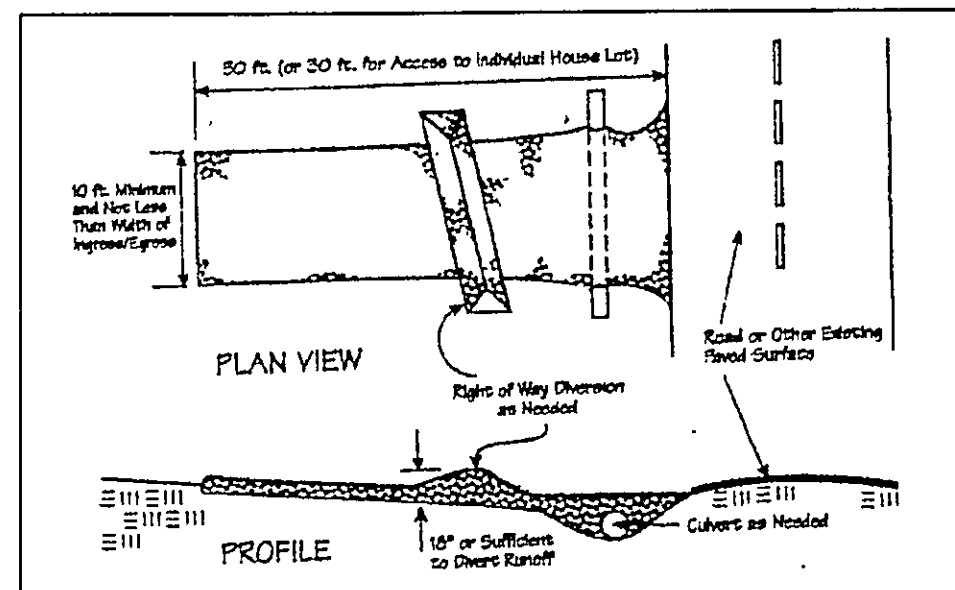 50 ft. (or 30 ft. for Access to Individual House Lot)
10 ft. Minimum
and Not Less
Than Width of
Ingress/Egress
PLAN VIEW
Road or Other Existing
Paved Surface
Right of Way Diversion
as Needed
Culvert as Needed
18" or Sufficient
to Divert Runoff
PROFILE